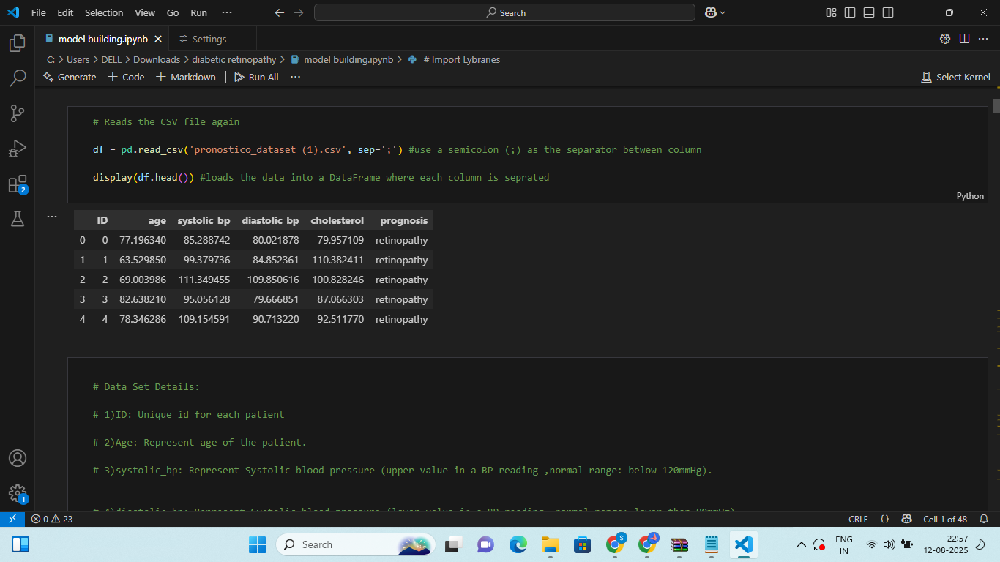 File Edit Selection View Go Run ··· Search
model building.ipynb Settings
C: > Users > DELL > Downloads > diabetic retinopathy > model building.ipynb > # Import Lybraries
Generate + Code + Markdown Run All ··· Select Kernel
# Reads the CSV file again
df = pd.read_csv('pronostico_dataset (1).csv', sep=';') #use a semicolon (;) as the separator between column
display(df.head()) #loads the data into a DataFrame where each column is seprated
Python
ID age systolic_bp diastolic_bp cholesterol prognosis
0 0 77.196340 85.288742 80.021878 79.957109 retinopathy
1 1 63.529850 99.379736 84.852361 110.382411 retinopathy
2 2 69.003986 111.349455 109.850616 100.828246 retinopathy
3 3 82.638210 95.056128 79.666851 87.066303 retinopathy
4 4 78.346286 109.154591 90.713220 92.511770 retinopathy
# Data Set Details:
# 1)ID: Unique id for each patient
# 2)Age: Represent age of the patient.
# 3)systolic_bp: Represent Systolic blood pressure (upper value in a BP reading ,normal range: below 120mmHg).
# 4)diastolic_bp: Represent Systolic blood pressure (lower value in a BP reading ,normal range: lower than 80mmHg)
2
1
0 23 CRLF {} Cell 1 of 48
Search S ENG 22:57
IN 12-08-2025